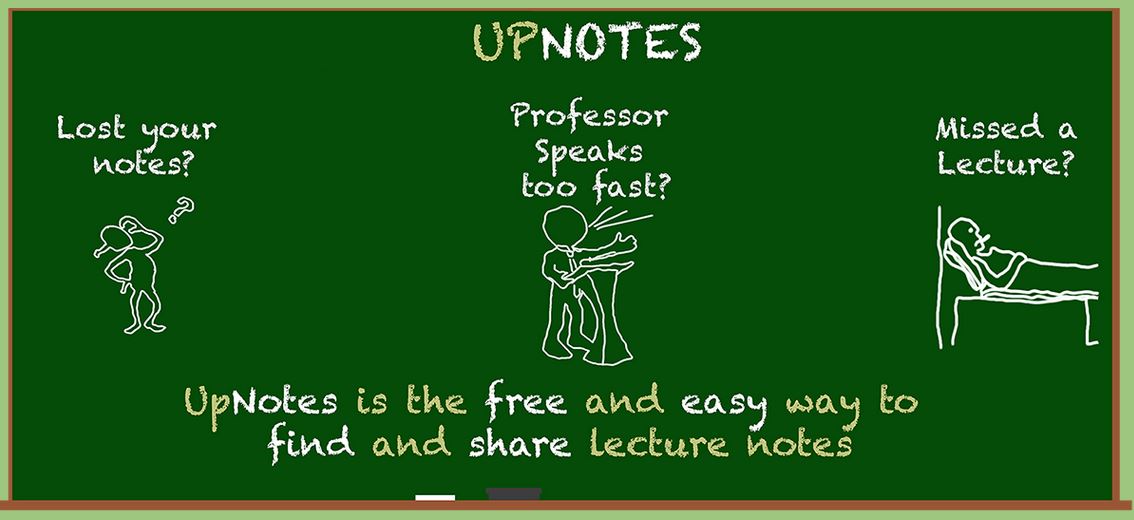 UPNOTES
Lost your
notes?
?
Professor
Speaks
too fast?
Missed a
Lecture?
UpNotes is the free and easy way to
find and share lecture notes